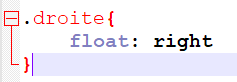 .droite{
float: right
}